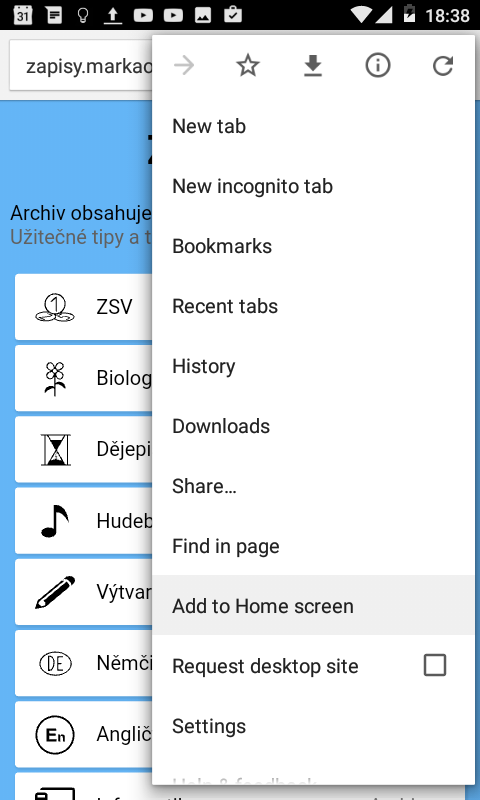 31
18:38
zapisy.markao
New tab
New incognito tab
Archiv obsahuje
Užitečné tipy a t
Bookmarks
Recent tabs
ZSV
History
Biolog
Downloads
Dějepi
Share…
Hudeb
Find in page
Výtvar
Add to Home screen
Němči
DE
Request desktop site
Anglič
En
Settings